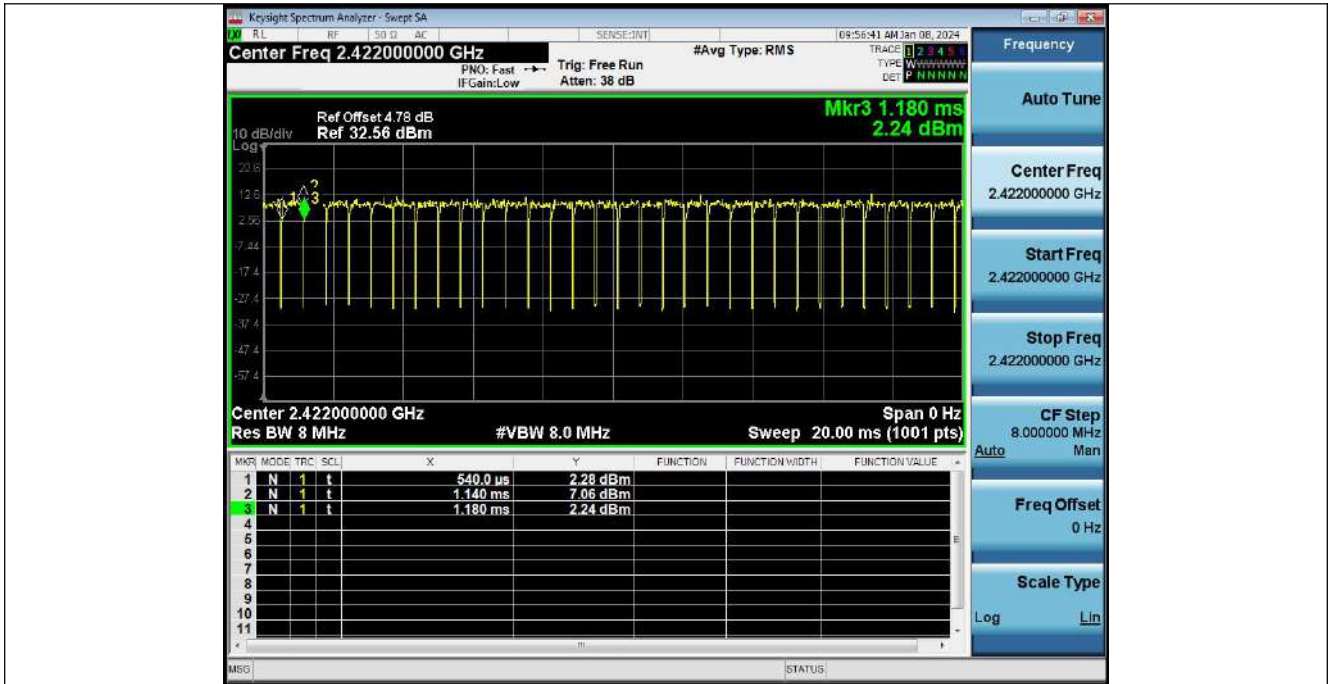 Keysight Spectrum Analyzer - Swept SA
RL RF 50 Ω AC SENSE:INT 09:56:41 AM Jan 08, 2024
Center Freq 2.422000000 GHz #Avg Type: RMS TRACE 1 2 3 4 5 6
PNO: Fast Trig: Free Run TYPE W
IFGain:Low Atten: 38 dB DET P N N N N N
Frequency
Auto Tune
Mkr3 1.180 ms
2.24 dBm
Ref Offset 4.78 dB
10 dB/div Ref 32.56 dBm
Log
22.6
12.6
2.56
-7.44
-17.4
-27.4
-37.4
-47.4
-57.4
1 2 3
Center 2.422000000 GHz Span 0 Hz
Res BW 8 MHz #VBW 8.0 MHz Sweep 20.00 ms (1001 pts)
MKR MODE TRC SCL X Y FUNCTION FUNCTION WIDTH FUNCTION VALUE
1 N 1 t 540.0 µs 2.28 dBm
2 N 1 t 1.140 ms 7.06 dBm
3 N 1 t 1.180 ms 2.24 dBm
4
5
6
7
8
9
10
11
Center Freq
2.422000000 GHz
Start Freq
2.422000000 GHz
Stop Freq
2.422000000 GHz
CF Step
8.000000 MHz
Auto Man
Freq Offset
0 Hz
Scale Type
Log Lin
MSG STATUS